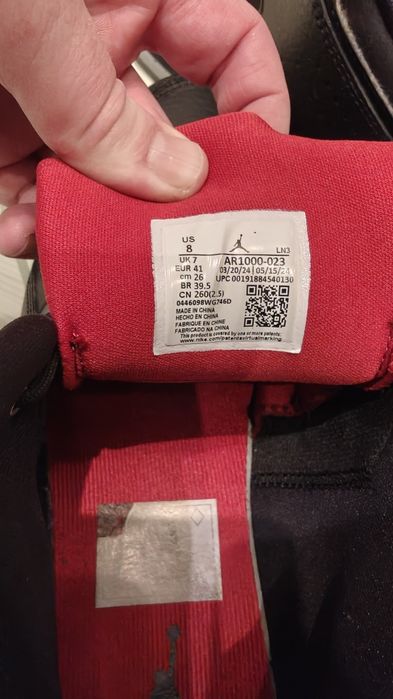 US
8
LN3
UK 7
AR1000-023
EUR 41
03/20/24 | 05/15/24
cm 26
UPC 00191884540130
BR 39.5
CN 260(2.5)
0446098WG746D
MADE IN CHINA
HECHO EN CHINA
FABRIQUE EN CHINE
FABRICADO NA CHINA
This product is covered by one or more patents.
www.nike.com/patentsvirtualmarking